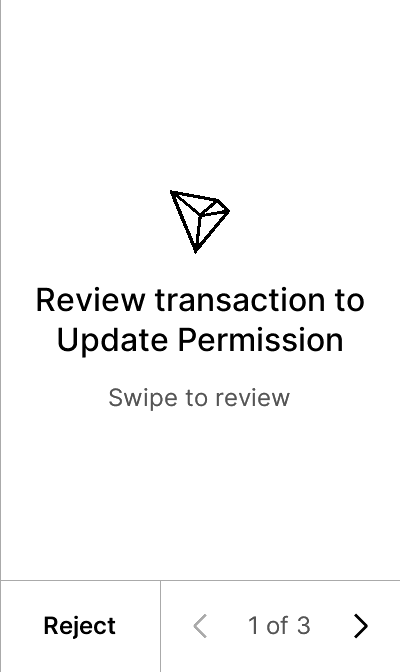 Review transaction to
Update Permission
Swipe to review
Reject
1 of 3